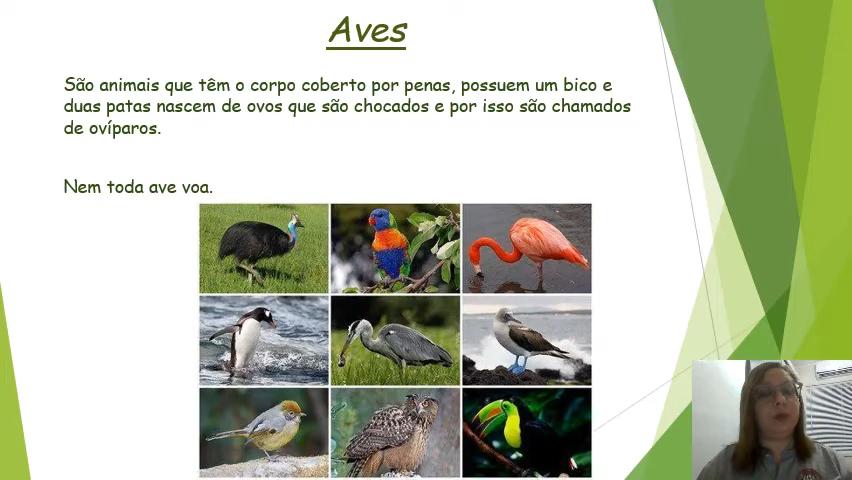 Aves
São animais que têm o corpo coberto por penas, possuem um bico e
duas patas nascem de ovos que são chocados e por isso são chamados
de ovíparos.
Nem toda ave voa.